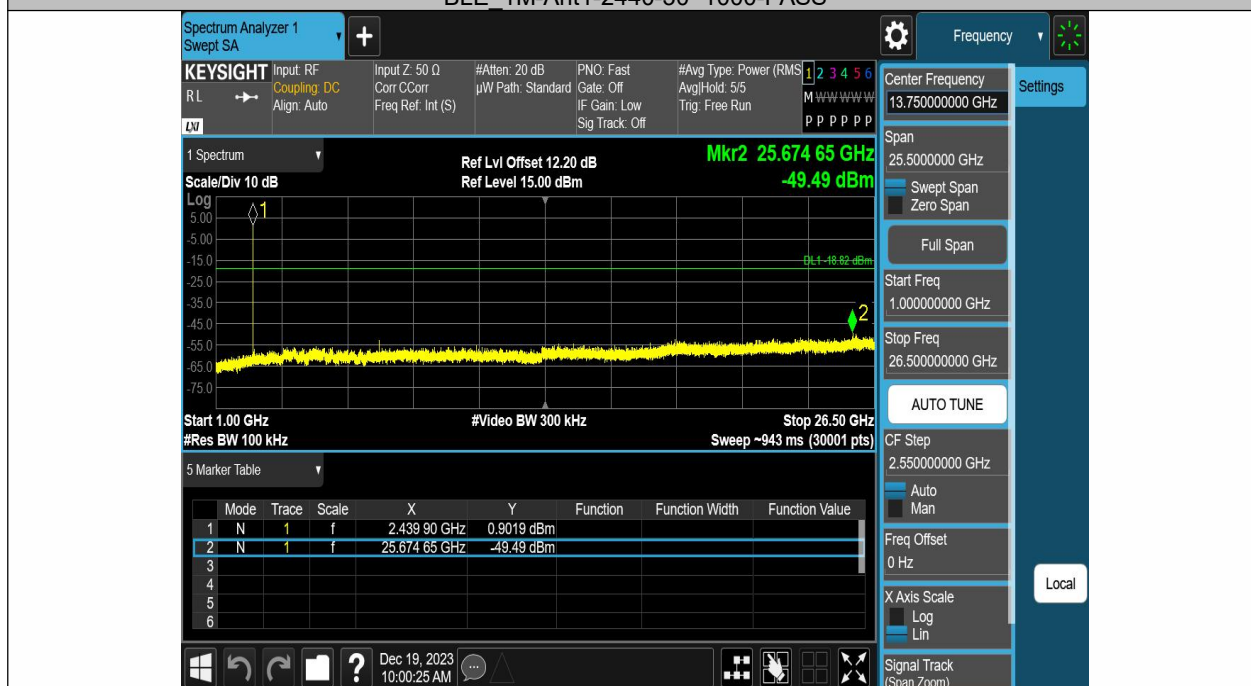 Spectrum Analyzer 1
Swept SA
+
Frequency
KEYSIGHT
RL
LXI
Input: RF
Coupling: DC
Align: Auto
Input Z: 50 Ω
Corr CCorr
Freq Ref: Int (S)
#Atten: 20 dB
µW Path: Standard
PNO: Fast
Gate: Off
IF Gain: Low
Sig Track: Off
#Avg Type: Power (RMS
Avg|Hold: 5/5
Trig: Free Run
1 2 3 4 5 6
M W W W W W
P P P P P P
1 Spectrum
Scale/Div 10 dB
Log
Ref Lvl Offset 12.20 dB
Ref Level 15.00 dBm
Mkr2 25.674 65 GHz
-49.49 dBm
5.00
-5.00
-15.0
-25.0
-35.0
-45.0
-55.0
-65.0
-75.0
1
2
DL1 -18.82 dBm
Start 1.00 GHz
#Res BW 100 kHz
#Video BW 300 kHz
Stop 26.50 GHz
Sweep ~943 ms (30001 pts)
5 Marker Table
Mode Trace Scale X Y Function Function Width Function Value
1 N 1 f 2.439 90 GHz 0.9019 dBm
2 N 1 f 25.674 65 GHz -49.49 dBm
3
4
5
6
?
Dec 19, 2023
10:00:25 AM
Center Frequency
13.750000000 GHz
Settings
Span
25.5000000 GHz
Swept Span
Zero Span
Full Span
Start Freq
1.000000000 GHz
Stop Freq
26.500000000 GHz
AUTO TUNE
CF Step
2.550000000 GHz
Auto
Man
Freq Offset
0 Hz
X Axis Scale
Log
Lin
Local
Signal Track
(Span Zoom)